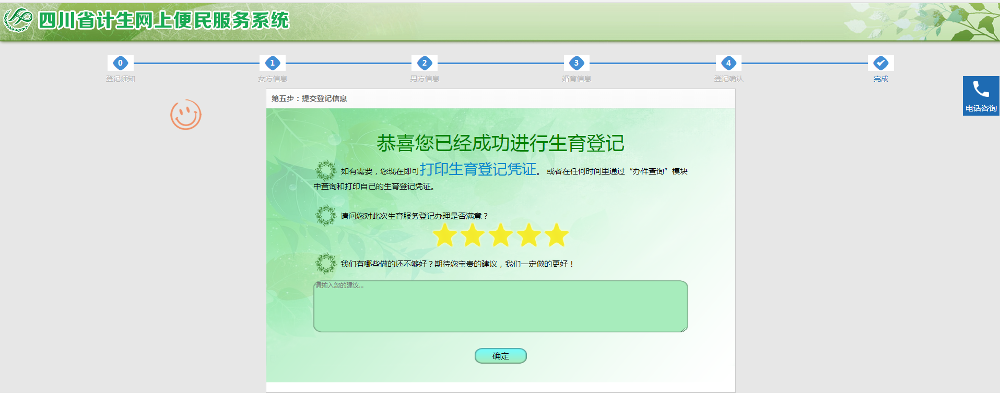 四川省计生网上便民服务系统
0 1 2 3 4
登记须知 女方信息 男方信息 婚育信息 登记确认 完成
电话咨询
第五步：提交登记信息
恭喜您已经成功进行生育登记
如有需要，您现在即可打印生育登记凭证。 或者在任何时间里通过“办件查询”模块
中查询和打印自己的生育登记凭证。
请问您对此次生育服务登记办理是否满意？
我们有哪些做的还不够好？期待您宝贵的建议，我们一定做的更好！
请输入您的建议...
确定